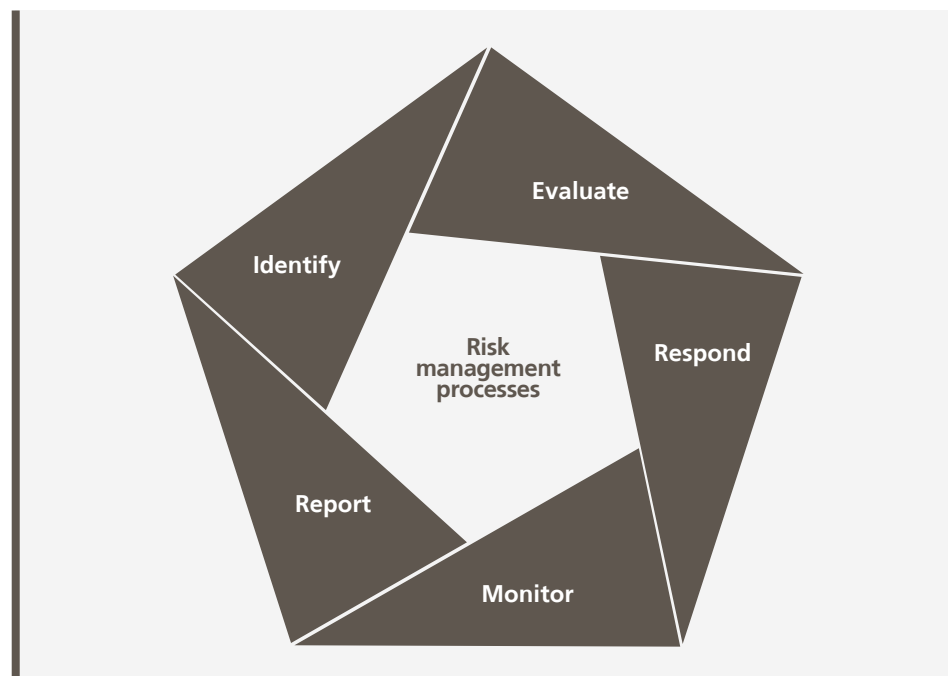 Evaluate
Identify
Respond
Risk
management
processes
Report
Monitor